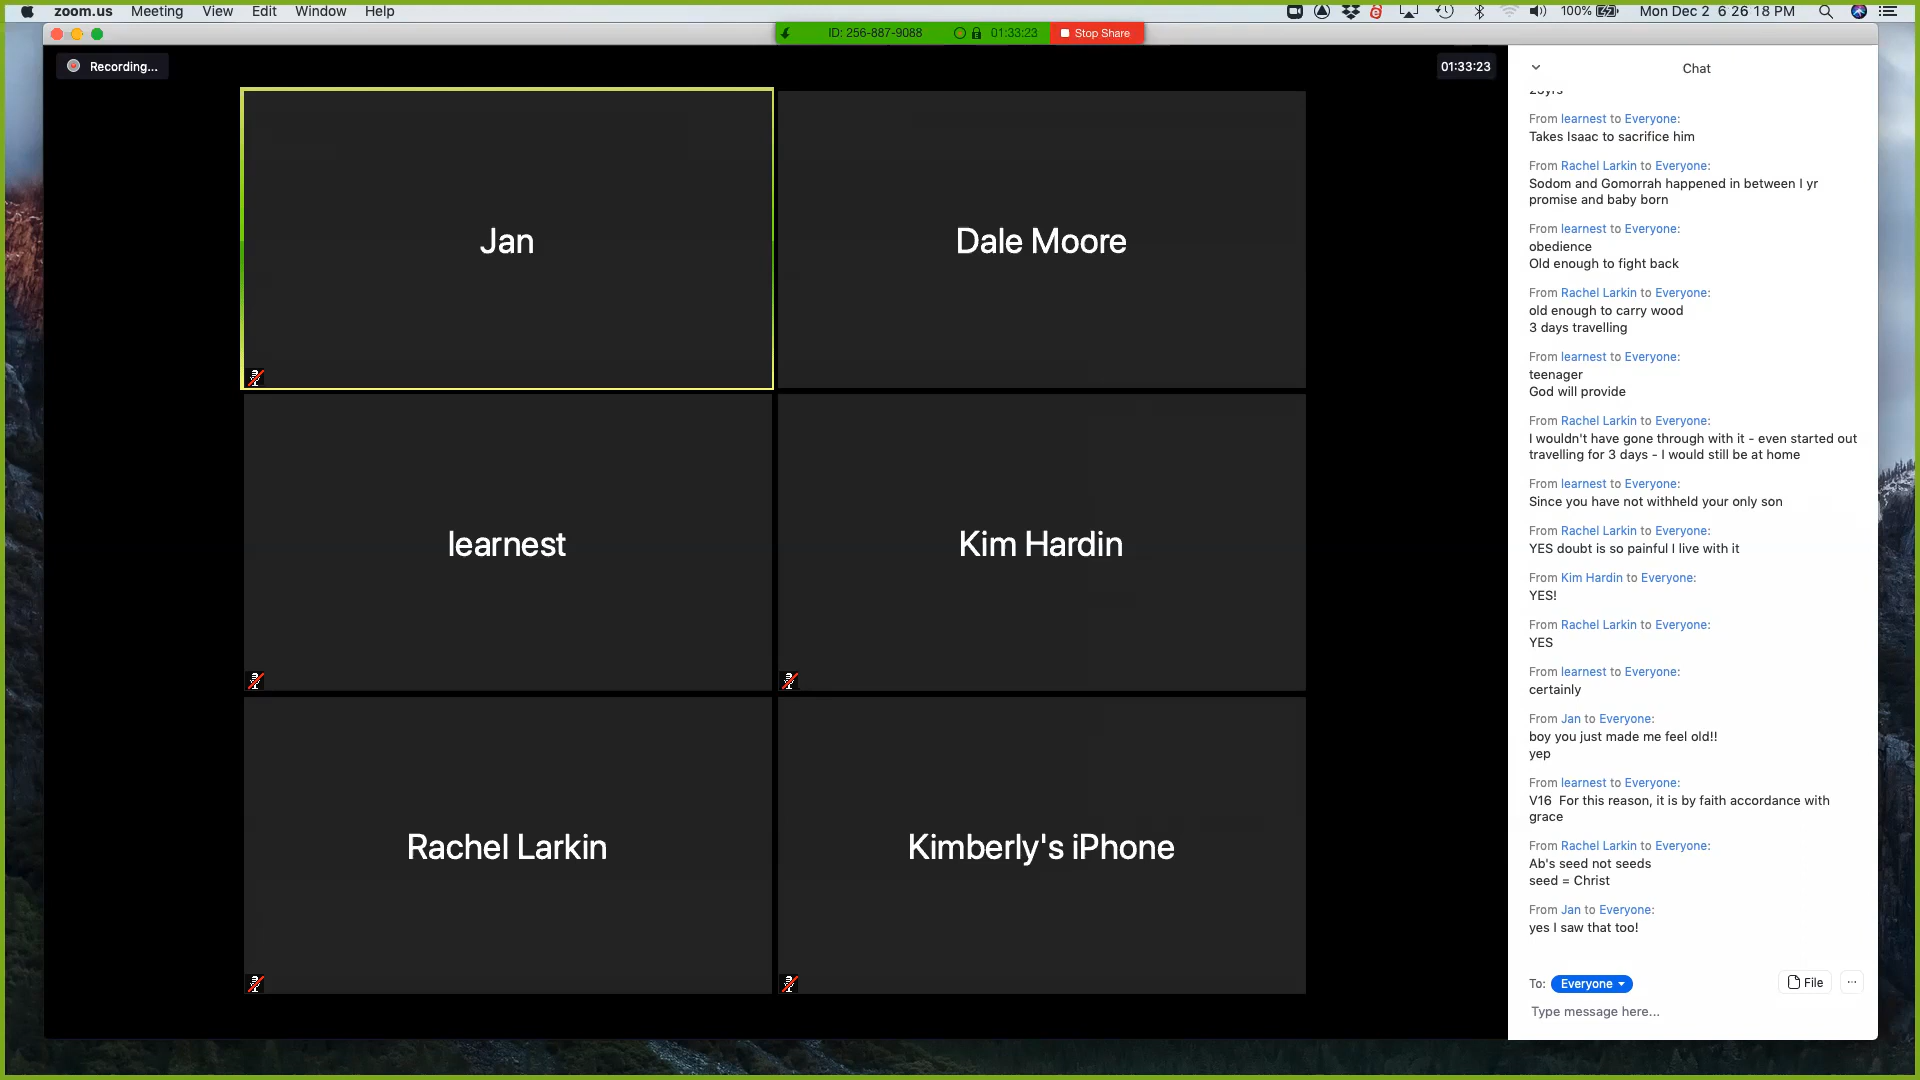 zoom.us Meeting View Edit Window Help
100% Mon Dec 2 6 26 18 PM
ID: 256-887-9088 01:33:23 Stop Share
Recording...
01:33:23
Jan
Dale Moore
learnest
Kim Hardin
Rachel Larkin
Kimberly's iPhone
Chat
From learnest to Everyone:
Takes Isaac to sacrifice him
From Rachel Larkin to Everyone:
Sodom and Gomorrah happened in between I yr
promise and baby born
From learnest to Everyone:
obedience
Old enough to fight back
From Rachel Larkin to Everyone:
old enough to carry wood
3 days travelling
From learnest to Everyone:
teenager
God will provide
From Rachel Larkin to Everyone:
I wouldn't have gone through with it - even started out
travelling for 3 days - I would still be at home
From learnest to Everyone:
Since you have not withheld your only son
From Rachel Larkin to Everyone:
YES doubt is so painful I live with it
From Kim Hardin to Everyone:
YES!
From Rachel Larkin to Everyone:
YES
From learnest to Everyone:
certainly
From Jan to Everyone:
boy you just made me feel old!!
yep
From learnest to Everyone:
V16 For this reason, it is by faith accordance with
grace
From Rachel Larkin to Everyone:
Ab's seed not seeds
seed = Christ
From Jan to Everyone:
yes I saw that too!
To: Everyone File ...
Type message here...